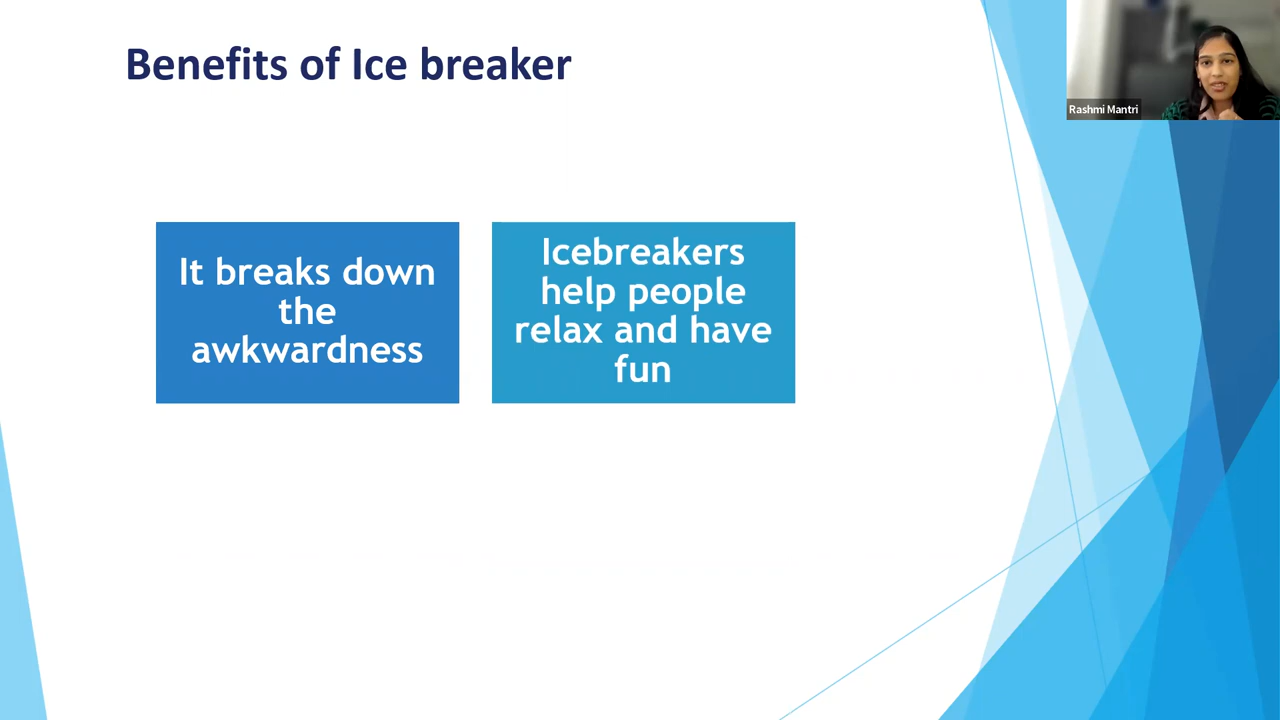 Benefits of Ice breaker
Rashmi Mantri
It breaks down
the
awkwardness
Icebreakers
help people
relax and have
fun